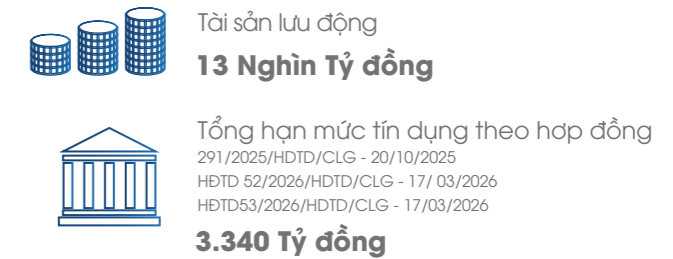 Tài sản lưu động
13 Nghìn Tỷ đồng
Tổng hạn mức tín dụng theo hơp đồng
291/2025/HDTD/CLG - 20/10/2025
HĐTD 52/2026/HDTD/CLG - 17/ 03/2026
HĐTD53/2026/HDTD/CLG - 17/03/2026
3.340 Tỷ đồng